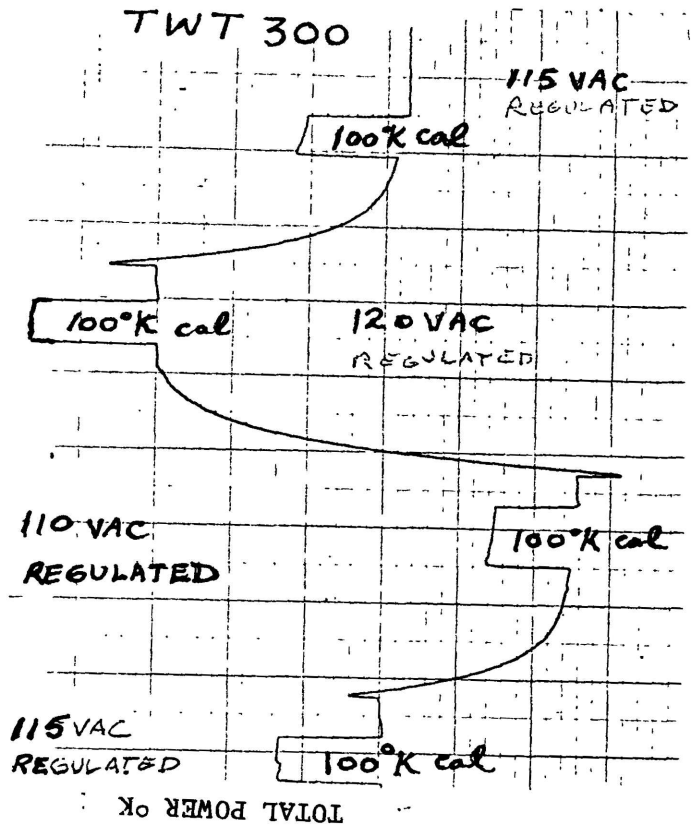 TWT 300
115 VAC
REGULATED
100°K cal
100°K cal
120 VAC
REGULATED
110 VAC
REGULATED
100°K cal
115 VAC
REGULATED
100°K cal
TOTAL POWER °K